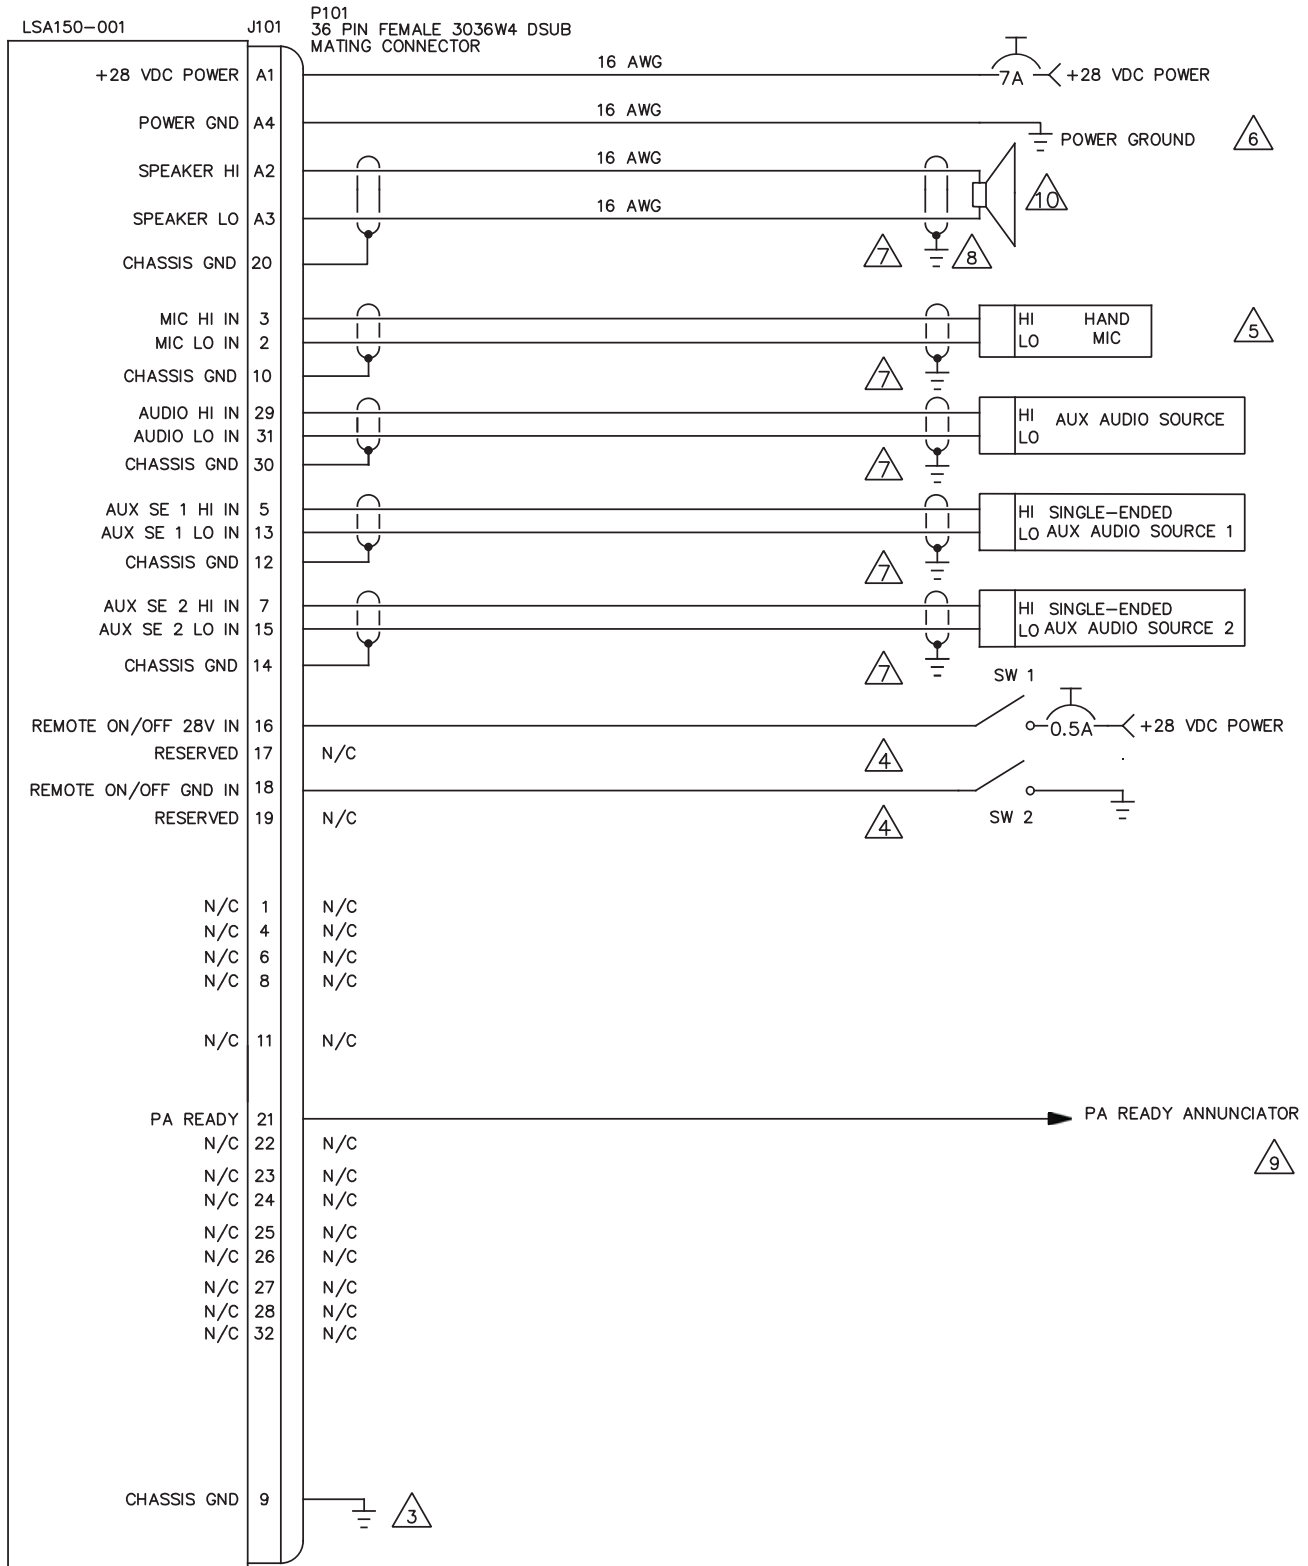 LSA150-001 J101 P101
36 PIN FEMALE 3036W4 DSUB
MATING CONNECTOR
+28 VDC POWER A1 16 AWG 7A +28 VDC POWER
POWER GND A4 16 AWG POWER GROUND 6
SPEAKER HI A2 16 AWG
10
SPEAKER LO A3 16 AWG
7 8
CHASSIS GND 20
MIC HI IN 3 HI HAND
MIC LO IN 2 LO MIC
5
CHASSIS GND 10 7
AUDIO HI IN 29 HI AUX AUDIO SOURCE
AUDIO LO IN 31 LO
CHASSIS GND 30 7
AUX SE 1 HI IN 5 HI SINGLE-ENDED
AUX SE 1 LO IN 13 LO AUX AUDIO SOURCE 1
CHASSIS GND 12 7
AUX SE 2 HI IN 7 HI SINGLE-ENDED
AUX SE 2 LO IN 15 LO AUX AUDIO SOURCE 2
CHASSIS GND 14 7
SW 1
REMOTE ON/OFF 28V IN 16 0.5A +28 VDC POWER
RESERVED 17 N/C 4
REMOTE ON/OFF GND IN 18
RESERVED 19 N/C 4 SW 2
N/C 1 N/C
N/C 4 N/C
N/C 6 N/C
N/C 8 N/C
N/C 11 N/C
PA READY 21 PA READY ANNUNCIATOR
N/C 22 N/C
9
N/C 23 N/C
N/C 24 N/C
N/C 25 N/C
N/C 26 N/C
N/C 27 N/C
N/C 28 N/C
N/C 32 N/C
CHASSIS GND 9 3